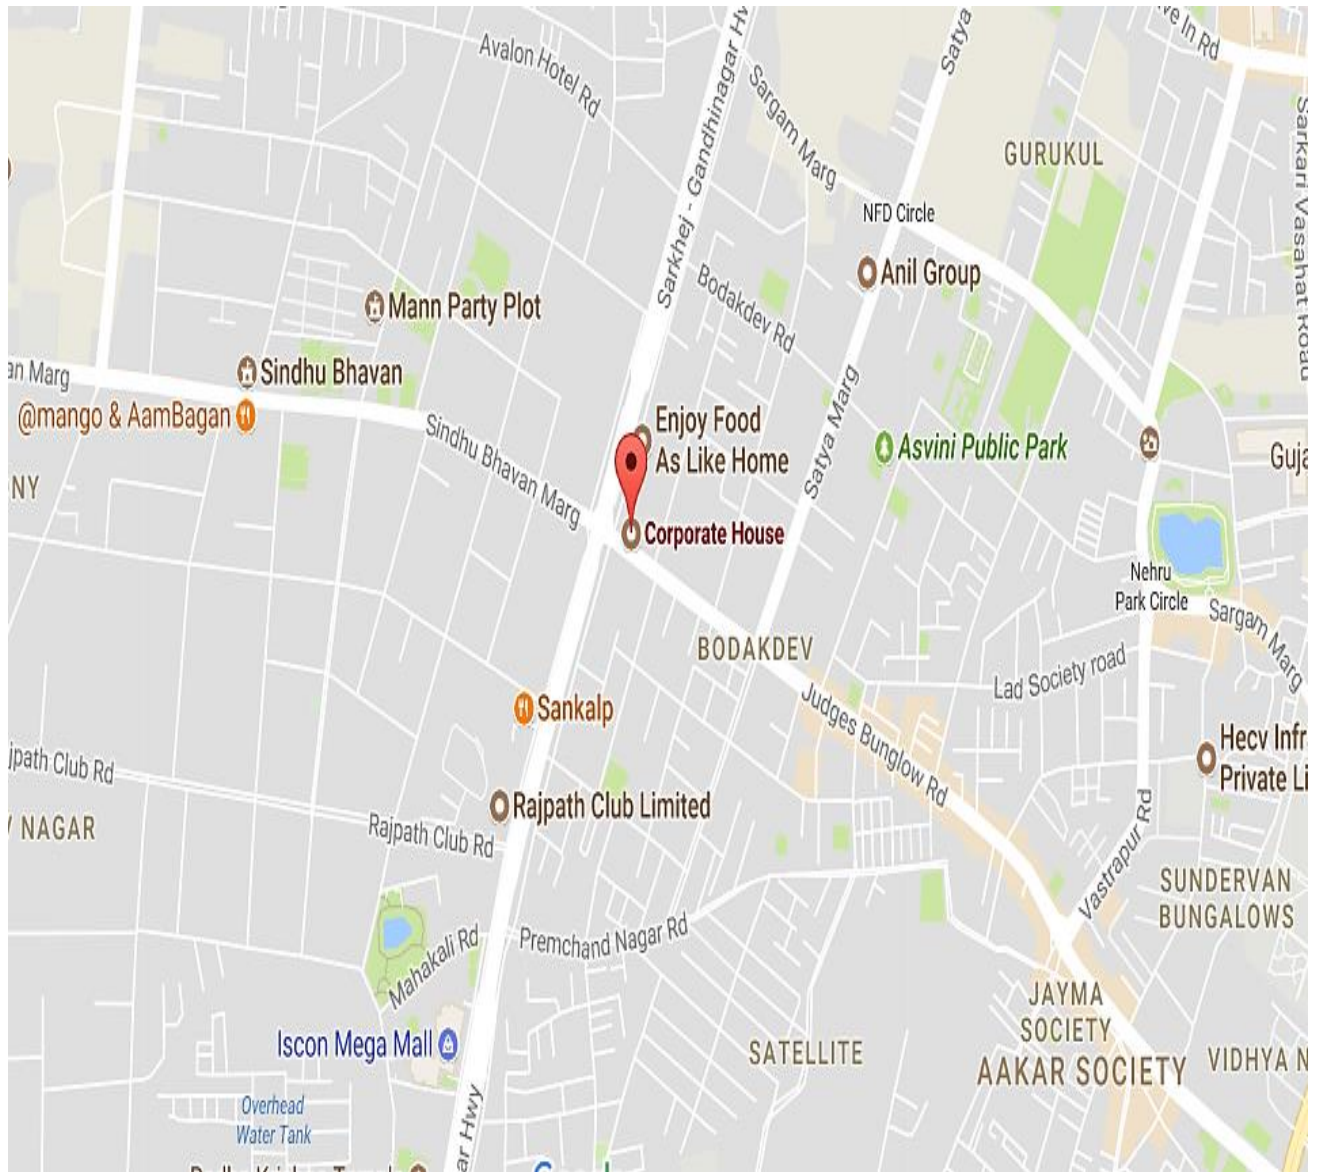 Avalon Hotel Rd
Sarkhej - Gandhinagar
Satya
ve In Rd
Sargam Marg
GURUKUL
Sarkari Vasahat Road
NFD Circle
Anil Group
Bodakdev Rd
Mann Party Plot
Sindhu Bhavan
an Marg
@mango & AamBagan
Sindhu Bhavan Marg
Enjoy Food
As Like Home
Satya Marg
Asvini Public Park
Guja
NY
Corporate House
Nehru
Park Circle
Sargam Marg
BODAKDEV
Lad Society road
Sankalp
Judges Bunglow Rd
Hecv Infr
Private Li
jpath Club Rd
Rajpath Club Limited
NAGAR
Rajpath Club Rd
Vastrapur Rd
SUNDERVAN
BUNGALOWS
Premchand Nagar Rd
Mahakali Rd
JAYMA
SOCIETY
Iscon Mega Mall
SATELLITE
AAKAR SOCIETY
VIDHYA N
Overhead
Water Tank
ar Hwy